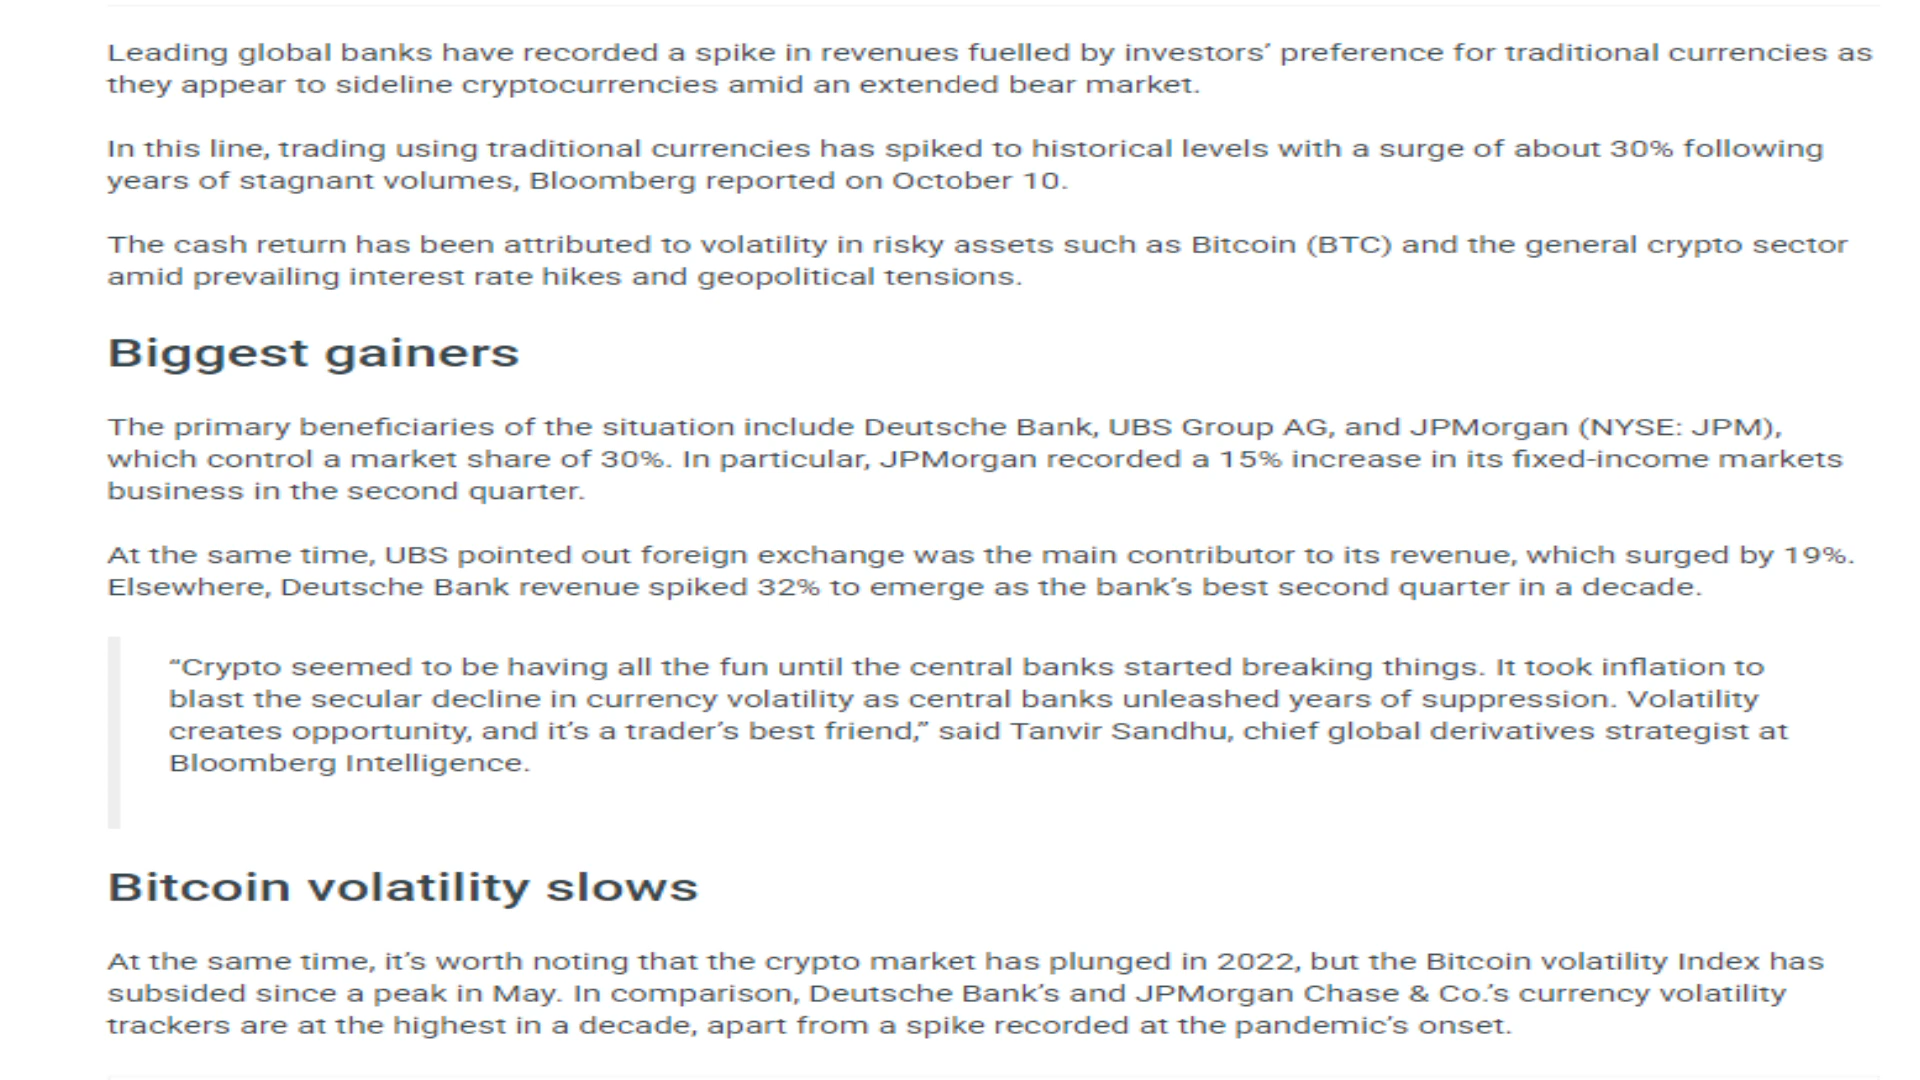 Leading global banks have recorded a spike in revenues fuelled by investors’ preference for traditional currencies as
they appear to sideline cryptocurrencies amid an extended bear market.
In this line, trading using traditional currencies has spiked to historical levels with a surge of about 30% following
years of stagnant volumes, Bloomberg reported on October 10.
The cash return has been attributed to volatility in risky assets such as Bitcoin (BTC) and the general crypto sector
amid prevailing interest rate hikes and geopolitical tensions.
Biggest gainers
The primary beneficiaries of the situation include Deutsche Bank, UBS Group AG, and JPMorgan (NYSE: JPM),
which control a market share of 30%. In particular, JPMorgan recorded a 15% increase in its fixed-income markets
business in the second quarter.
At the same time, UBS pointed out foreign exchange was the main contributor to its revenue, which surged by 19%.
Elsewhere, Deutsche Bank revenue spiked 32% to emerge as the bank’s best second quarter in a decade.
“Crypto seemed to be having all the fun until the central banks started breaking things. It took inflation to
blast the secular decline in currency volatility as central banks unleashed years of suppression. Volatility
creates opportunity, and it’s a trader’s best friend,” said Tanvir Sandhu, chief global derivatives strategist at
Bloomberg Intelligence.
Bitcoin volatility slows
At the same time, it’s worth noting that the crypto market has plunged in 2022, but the Bitcoin volatility Index has
subsided since a peak in May. In comparison, Deutsche Bank’s and JPMorgan Chase & Co.’s currency volatility
trackers are at the highest in a decade, apart from a spike recorded at the pandemic’s onset.